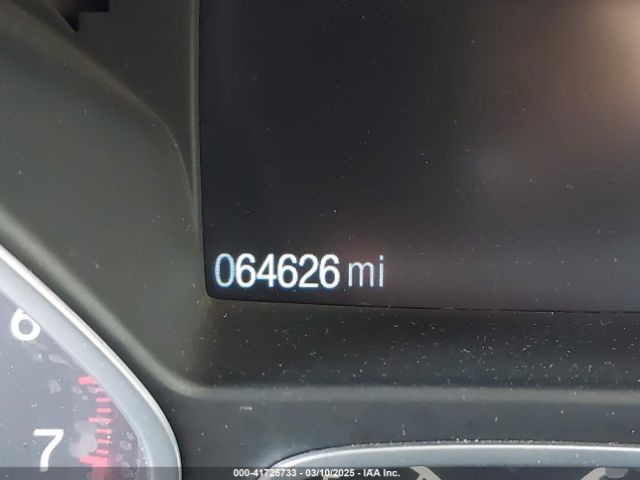 064626 mi
6
7
000-41725733 — 03/10/2025 — IAA Inc.